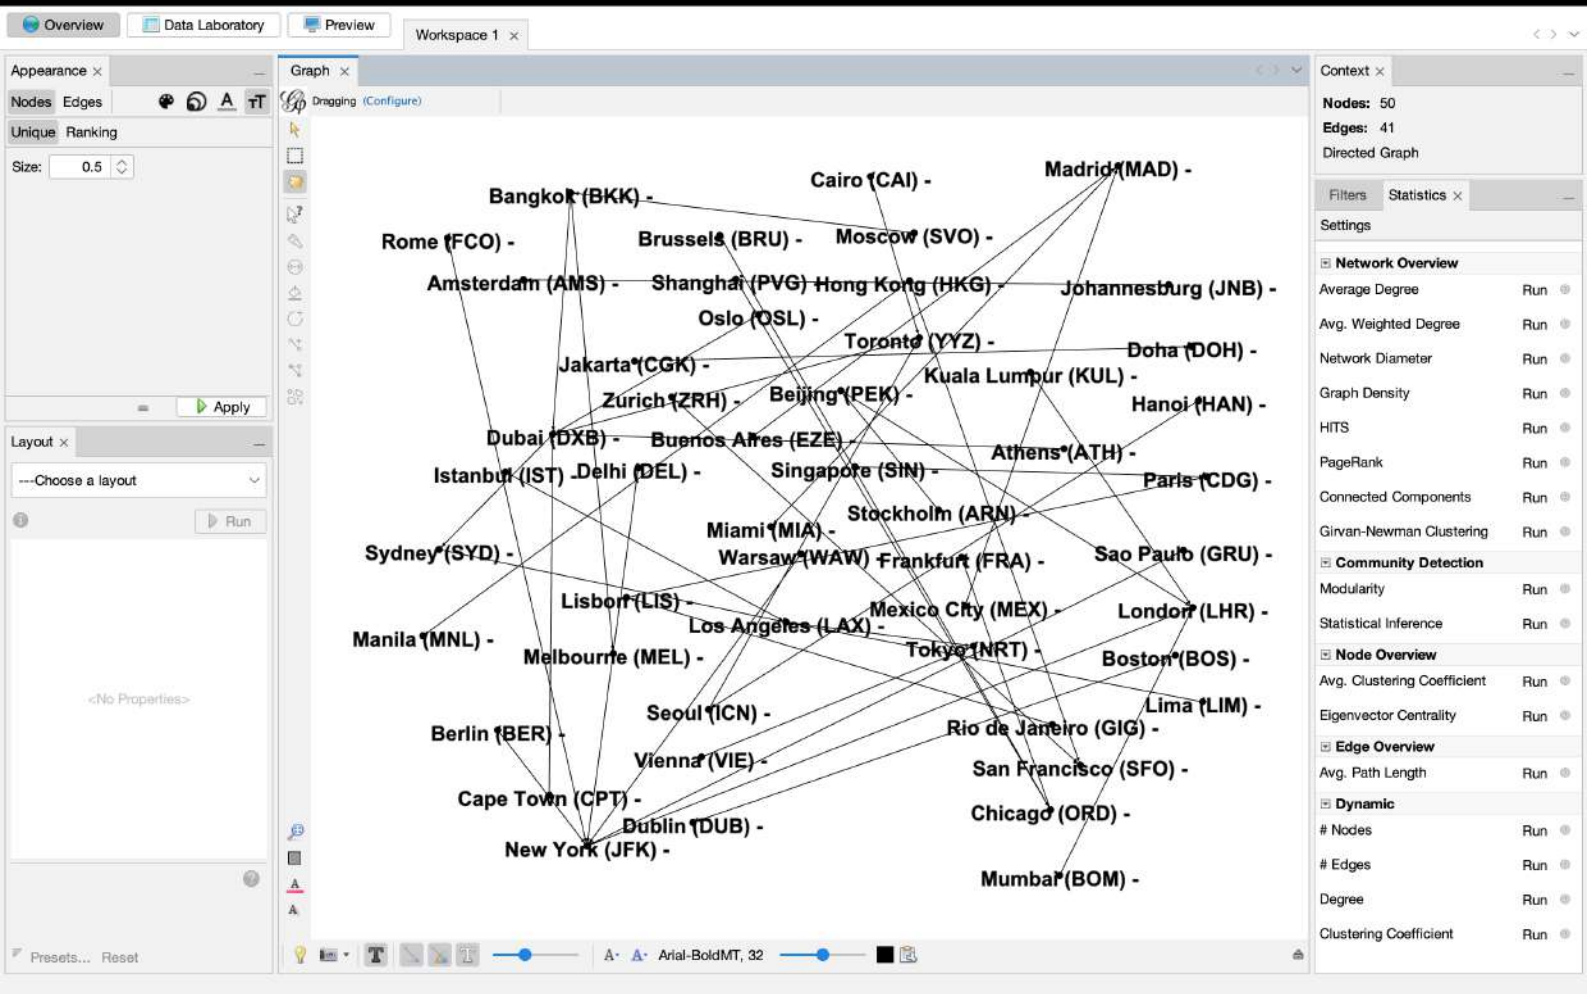 Overview
Data Laboratory
Preview
Workspace 1
Appearance
Nodes Edges
Unique Ranking
Size: 0.5
Apply
Layout
---Choose a layout
Run
<No Properties>
Presets... Reset
Graph
Dragging (Configure)
Madrid (MAD) -
Cairo (CAI) -
Bangkok (BKK) -
Rome (FCO) -
Brussels (BRU) -
Moscow (SVO) -
Amsterdam (AMS) -
Shanghai (PVG) -
Hong Kong (HKG) -
Johannesburg (JNB) -
Oslo (OSL) -
Toronto (YYZ) -
Doha (DOH) -
Jakarta (CGK) -
Kuala Lumpur (KUL) -
Zurich (ZRH) -
Beijing (PEK) -
Hanoi (HAN) -
Dubai (DXB) -
Buenos Aires (EZE) -
Athens (ATH) -
Istanbul (IST) -
Delhi (DEL) -
Singapore (SIN) -
Paris (CDG) -
Stockholm (ARN) -
Miami (MIA) -
Sydney (SYD) -
Warsaw (WAW) -
Frankfurt (FRA) -
Sao Paulo (GRU) -
Lisbon (LIS) -
Mexico City (MEX) -
London (LHR) -
Los Angeles (LAX) -
Manila (MNL) -
Melbourne (MEL) -
Tokyo (NRT) -
Boston (BOS) -
Lima (LIM) -
Seoul (ICN) -
Berlin (BER) -
Rio de Janeiro (GIG) -
Vienna (VIE) -
San Francisco (SFO) -
Cape Town (CPT) -
Chicago (ORD) -
Dublin (DUB) -
New York (JFK) -
Mumbai (BOM) -
Arial-BoldMT, 32
Context
Nodes: 50
Edges: 41
Directed Graph
Filters Statistics
Settings
Network Overview
Average Degree Run
Avg. Weighted Degree Run
Network Diameter Run
Graph Density Run
HITS Run
PageRank Run
Connected Components Run
Girvan-Newman Clustering Run
Community Detection
Modularity Run
Statistical Inference Run
Node Overview
Avg. Clustering Coefficient Run
Eigenvector Centrality Run
Edge Overview
Avg. Path Length Run
Dynamic
# Nodes Run
# Edges Run
Degree Run
Clustering Coefficient Run